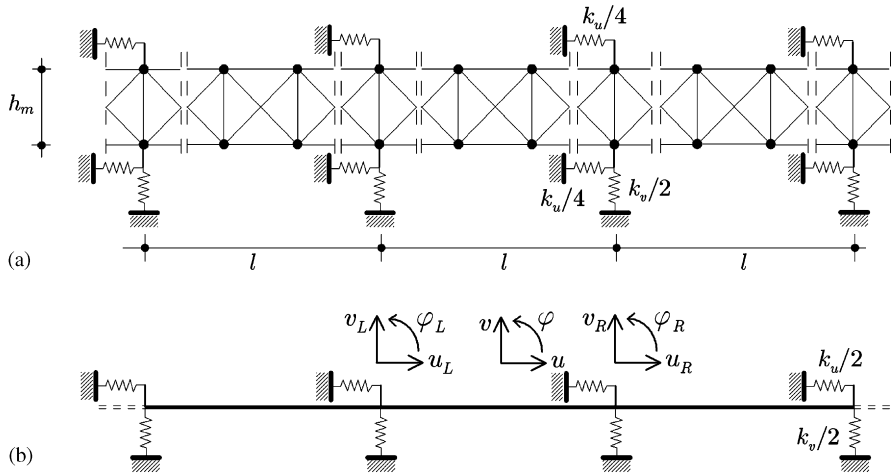 k_u/4
h_m
k_u/4 k_v/2
(a) l l l
v_L φ_L v φ v_R φ_R
u_L u u_R k_u/2
(b) k_v/2